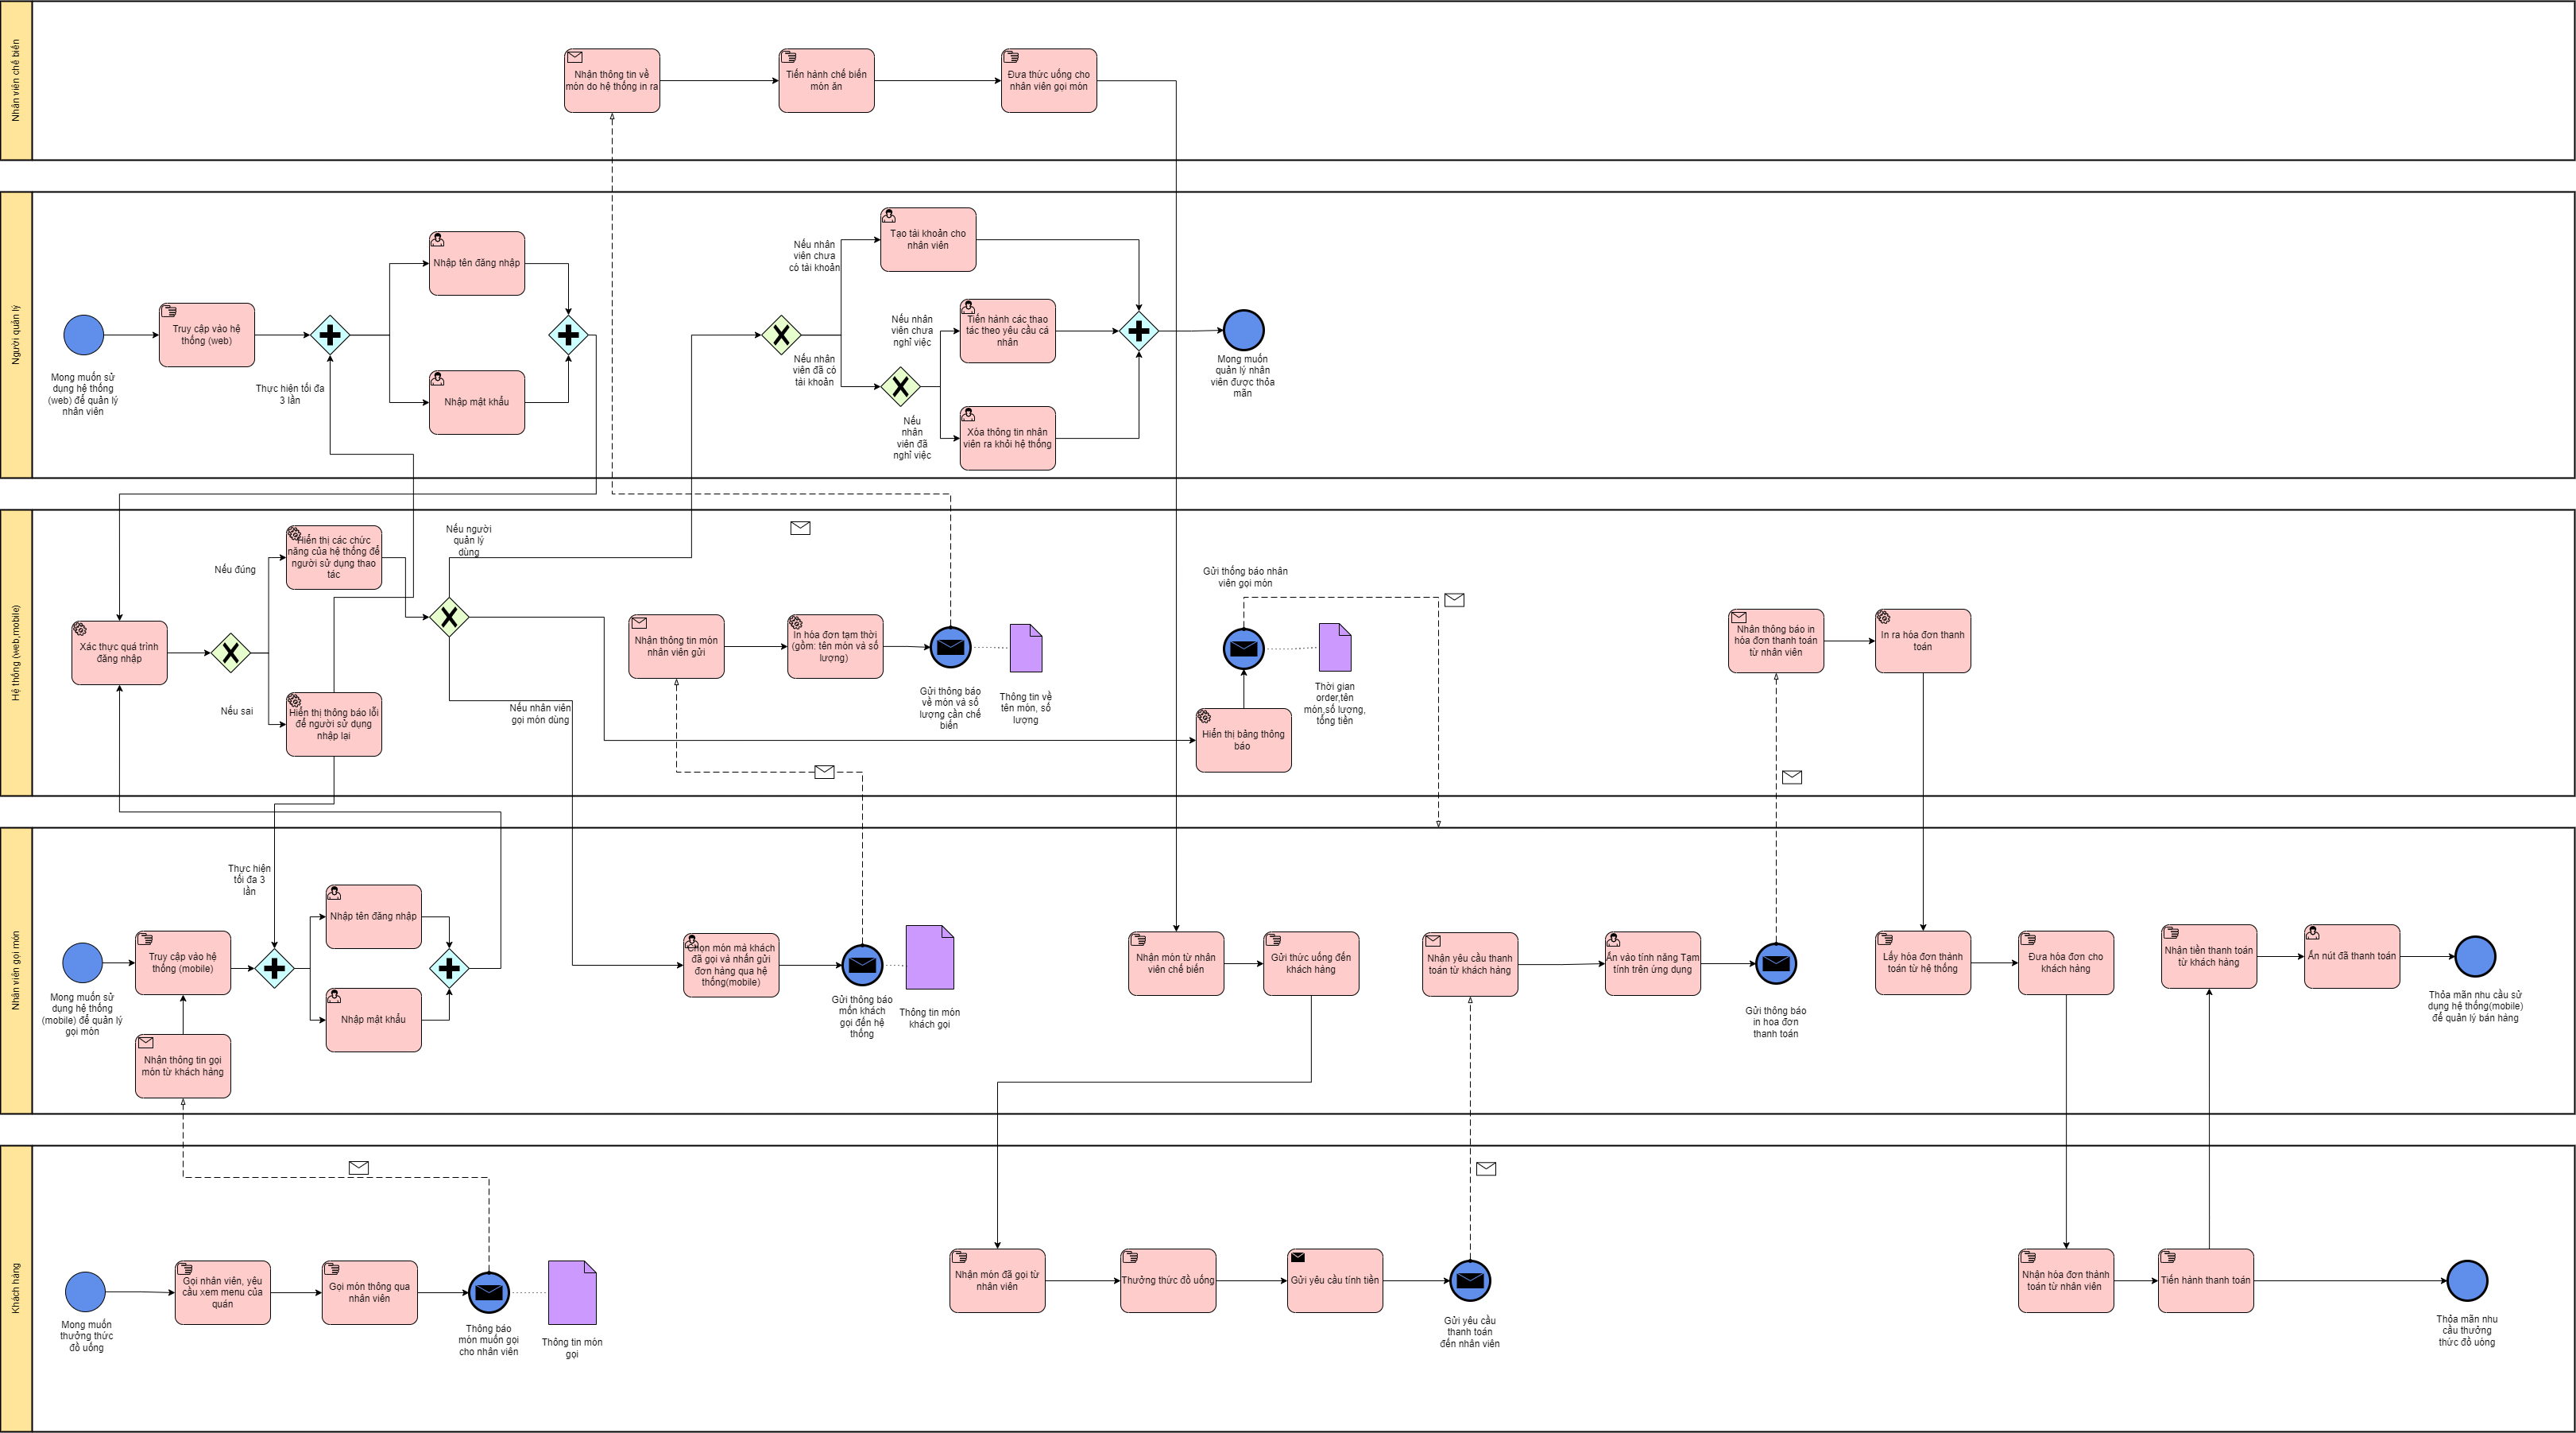 Nhân viên chế biến
Nhận thông tin về
món do hệ thống in ra
Tiến hành chế biến
món ăn
Đưa thức uống cho
nhân viên gọi món
Người quản lý
Mong muốn sử
dụng hệ thống
(web) để quản lý
nhân viên
Truy cập vào hệ
thống (web)
Thực hiện tối đa
3 lần
Nhập tên đăng nhập
Nhập mật khẩu
Nếu nhân
viên chưa
có tài khoản
Nếu nhân
viên đã có
tài khoản
Tạo tài khoản cho
nhân viên
Nếu nhân
viên chưa
nghỉ việc
Nếu
nhân
viên đã
nghỉ việc
Tiến hành các thao
tác theo yêu cầu cá
nhân
Xóa thông tin nhân
viên ra khỏi hệ thống
Mong muốn
quản lý nhân
viên được thỏa
mãn
Hệ thống (web,mobile)
Xác thực quá trình
đăng nhập
Nếu đúng
Nếu sai
Hiển thị các chức
năng của hệ thống để
người sử dụng thao
tác
Hiển thị thông báo lỗi
để người sử dụng
nhập lại
Nếu người
quản lý
dùng
Nếu nhân viên
gọi món dùng
Nhận thông tin món
nhân viên gửi
In hóa đơn tạm thời
(gồm: tên món và số
lượng)
Gửi thông báo
về món và số
lượng cần chế
biến
Thông tin về
tên món, số
lượng
Gửi thống báo nhân
viên gọi món
Thời gian
order,tên
món,số lượng,
tổng tiền
Hiển thị bảng thông
báo
Nhận thông báo in
hóa đơn thanh toán
từ nhân viên
In ra hóa đơn thanh
toán
Nhân viên gọi món
Mong muốn sử
dụng hệ thống
(mobile) để quản lý
gọi món
Truy cập vào hệ
thống (mobile)
Nhận thông tin gọi
món từ khách hàng
Thực hiện
tối đa 3
lần
Nhập tên đăng nhập
Nhập mật khẩu
Chọn món mà khách
đã gọi và nhấn gửi
đơn hàng qua hệ
thống(mobile)
Gửi thông báo
món khách
gọi đến hệ
thống
Thông tin món
khách gọi
Nhận món từ nhân
viên chế biến
Gửi thức uống đến
khách hàng
Nhận yêu cầu thanh
toán từ khách hàng
Ấn vào tính năng Tạm
tính trên ứng dụng
Gửi thông báo
in hoa đơn
thanh toán
Lấy hóa đơn thành
toán từ hệ thống
Đưa hóa đơn cho
khách hàng
Nhận tiền thanh toán
từ khách hàng
Ấn nút đã thanh toán
Thỏa mãn nhu cầu sử
dụng hệ thống(mobile)
để quản lý bán hàng
Khách hàng
Mong muốn
thưởng thức
đồ uống
Gọi nhân viên, yêu
cầu xem menu của
quán
Gọi món thông qua
nhân viên
Thông báo
món muốn gọi
cho nhân viên
Thông tin món
gọi
Nhận món đã gọi từ
nhân viên
Thưởng thức đồ uống
Gửi yêu cầu tính tiền
Gửi yêu cầu
thanh toán
đến nhân viên
Nhận hóa đơn thành
toán từ nhân viên
Tiến hành thanh toán
Thỏa mãn nhu
cầu thưởng
thức đồ uống